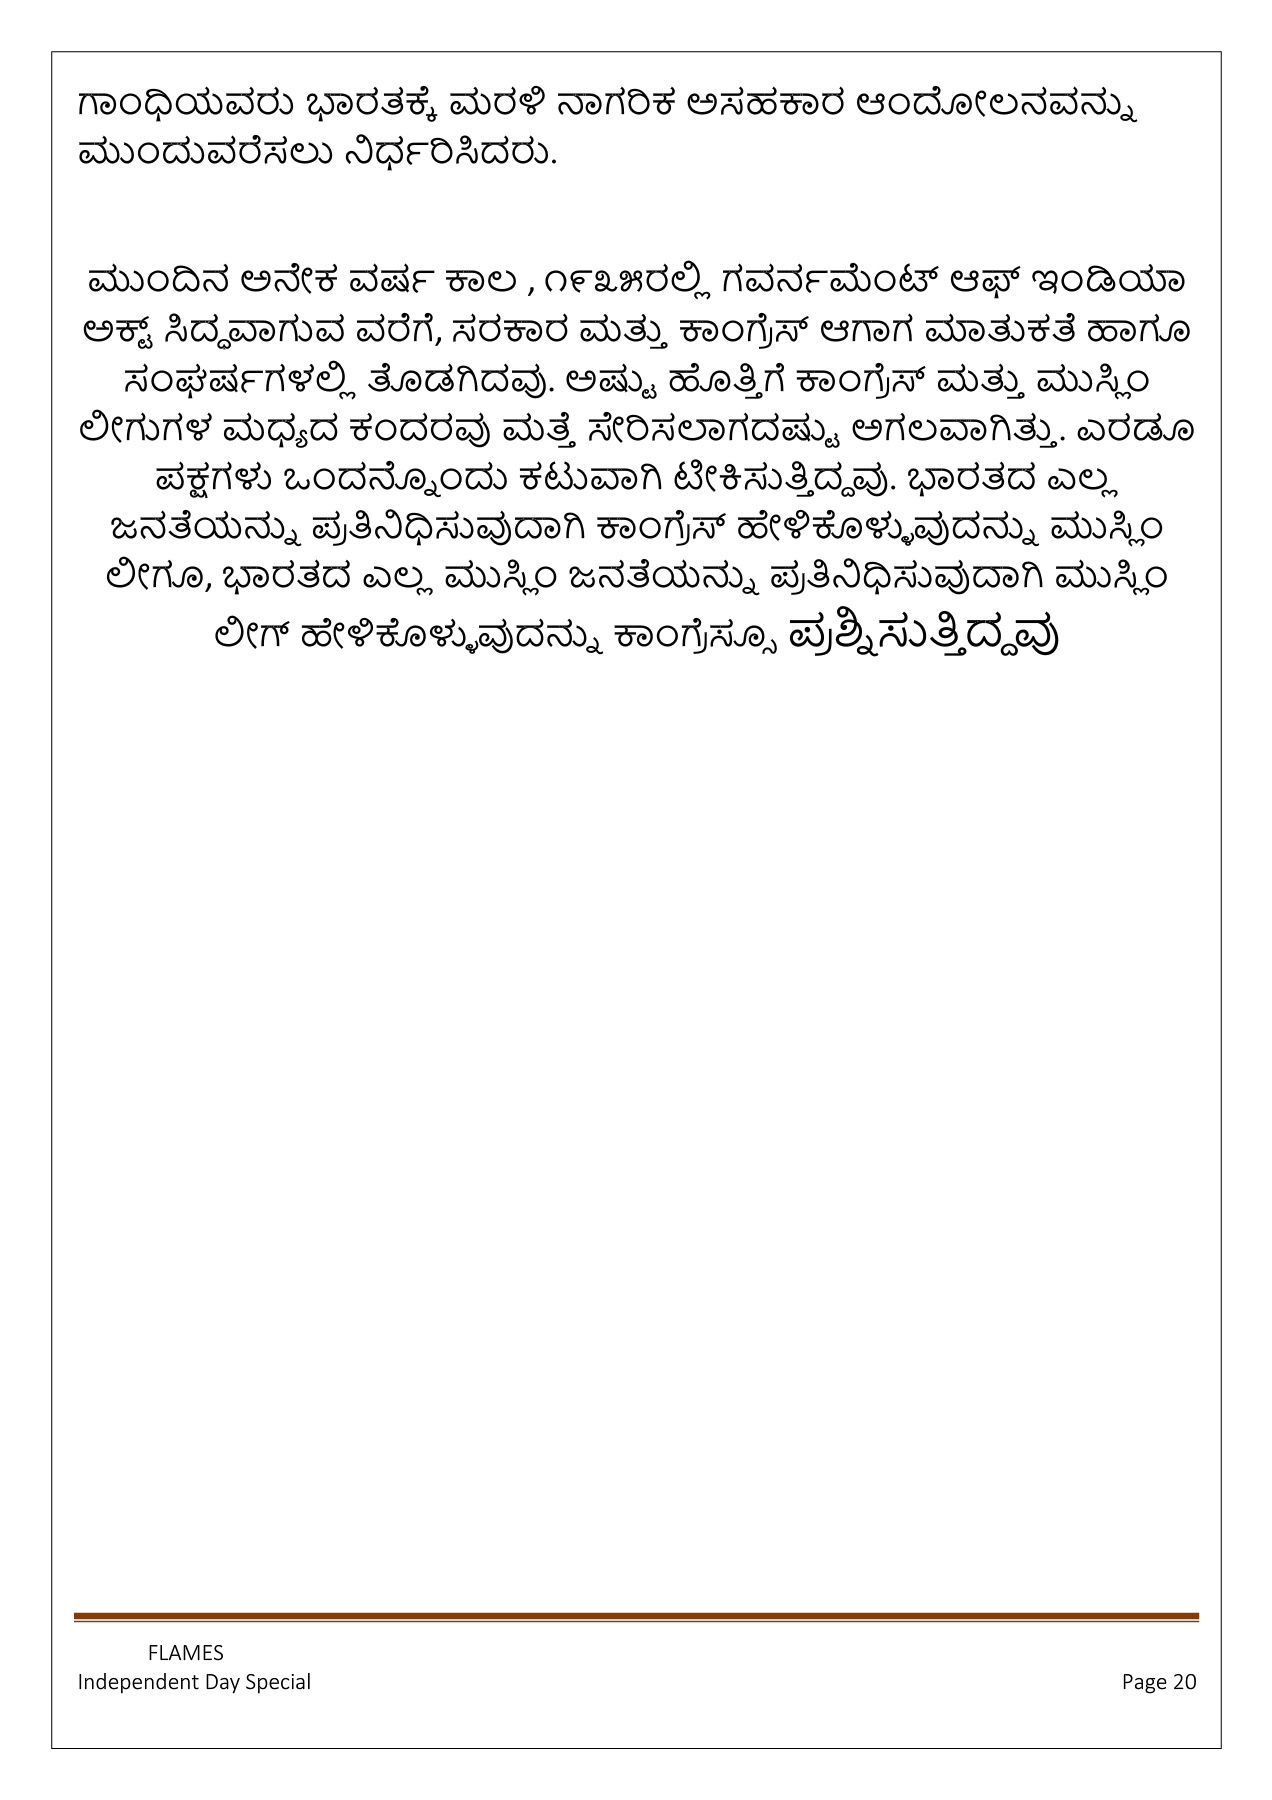 ಗಾಂಧಿಯವರು ಭಾರತಕ್ಕೆ ಮರಳಿ ನಾಗರಿಕ ಅಸಹಕಾರ ಆಂದೋಲನವನ್ನು
ಮುಂದುವರೆಸಲು ನಿರ್ಧರಿಸಿದರು.
ಮುಂದಿನ ಅನೇಕ ವರ್ಷ ಕಾಲ , ೧೯೩೫ರಲ್ಲಿ ಗವರ್ನಮೆಂಟ್ ಆಫ್ ಇಂಡಿಯಾ
ಅಕ್ಟ್ ಸಿದ್ಧವಾಗುವ ವರೆಗೆ, ಸರಕಾರ ಮತ್ತು ಕಾಂಗ್ರೆಸ್ ಆಗಾಗ ಮಾತುಕತೆ ಹಾಗೂ
ಸಂಘರ್ಷಗಳಲ್ಲಿ ತೊಡಗಿದವು. ಅಷ್ಟು ಹೊತ್ತಿಗೆ ಕಾಂಗ್ರೆಸ್ ಮತ್ತು ಮುಸ್ಲಿಂ
ಲೀಗುಗಳ ಮಧ್ಯದ ಕಂದರವು ಮತ್ತೆ ಸೇರಿಸಲಾಗದಷ್ಟು ಅಗಲವಾಗಿತ್ತು. ಎರಡೂ
ಪಕ್ಷಗಳು ಒಂದನ್ನೊಂದು ಕಟುವಾಗಿ ಟೀಕಿಸುತ್ತಿದ್ದವು. ಭಾರತದ ಎಲ್ಲ
ಜನತೆಯನ್ನು ಪ್ರತಿನಿಧಿಸುವುದಾಗಿ ಕಾಂಗ್ರೆಸ್ ಹೇಳಿಕೊಳ್ಳುವುದನ್ನು ಮುಸ್ಲಿಂ
ಲೀಗೂ, ಭಾರತದ ಎಲ್ಲ ಮುಸ್ಲಿಂ ಜನತೆಯನ್ನು ಪ್ರತಿನಿಧಿಸುವುದಾಗಿ ಮುಸ್ಲಿಂ
ಲೀಗ್ ಹೇಳಿಕೊಳ್ಳುವುದನ್ನು ಕಾಂಗ್ರೆಸ್ಸೂ ಪ್ರಶ್ನಿಸುತ್ತಿದ್ದವು
FLAMES
Independent Day Special Page 20